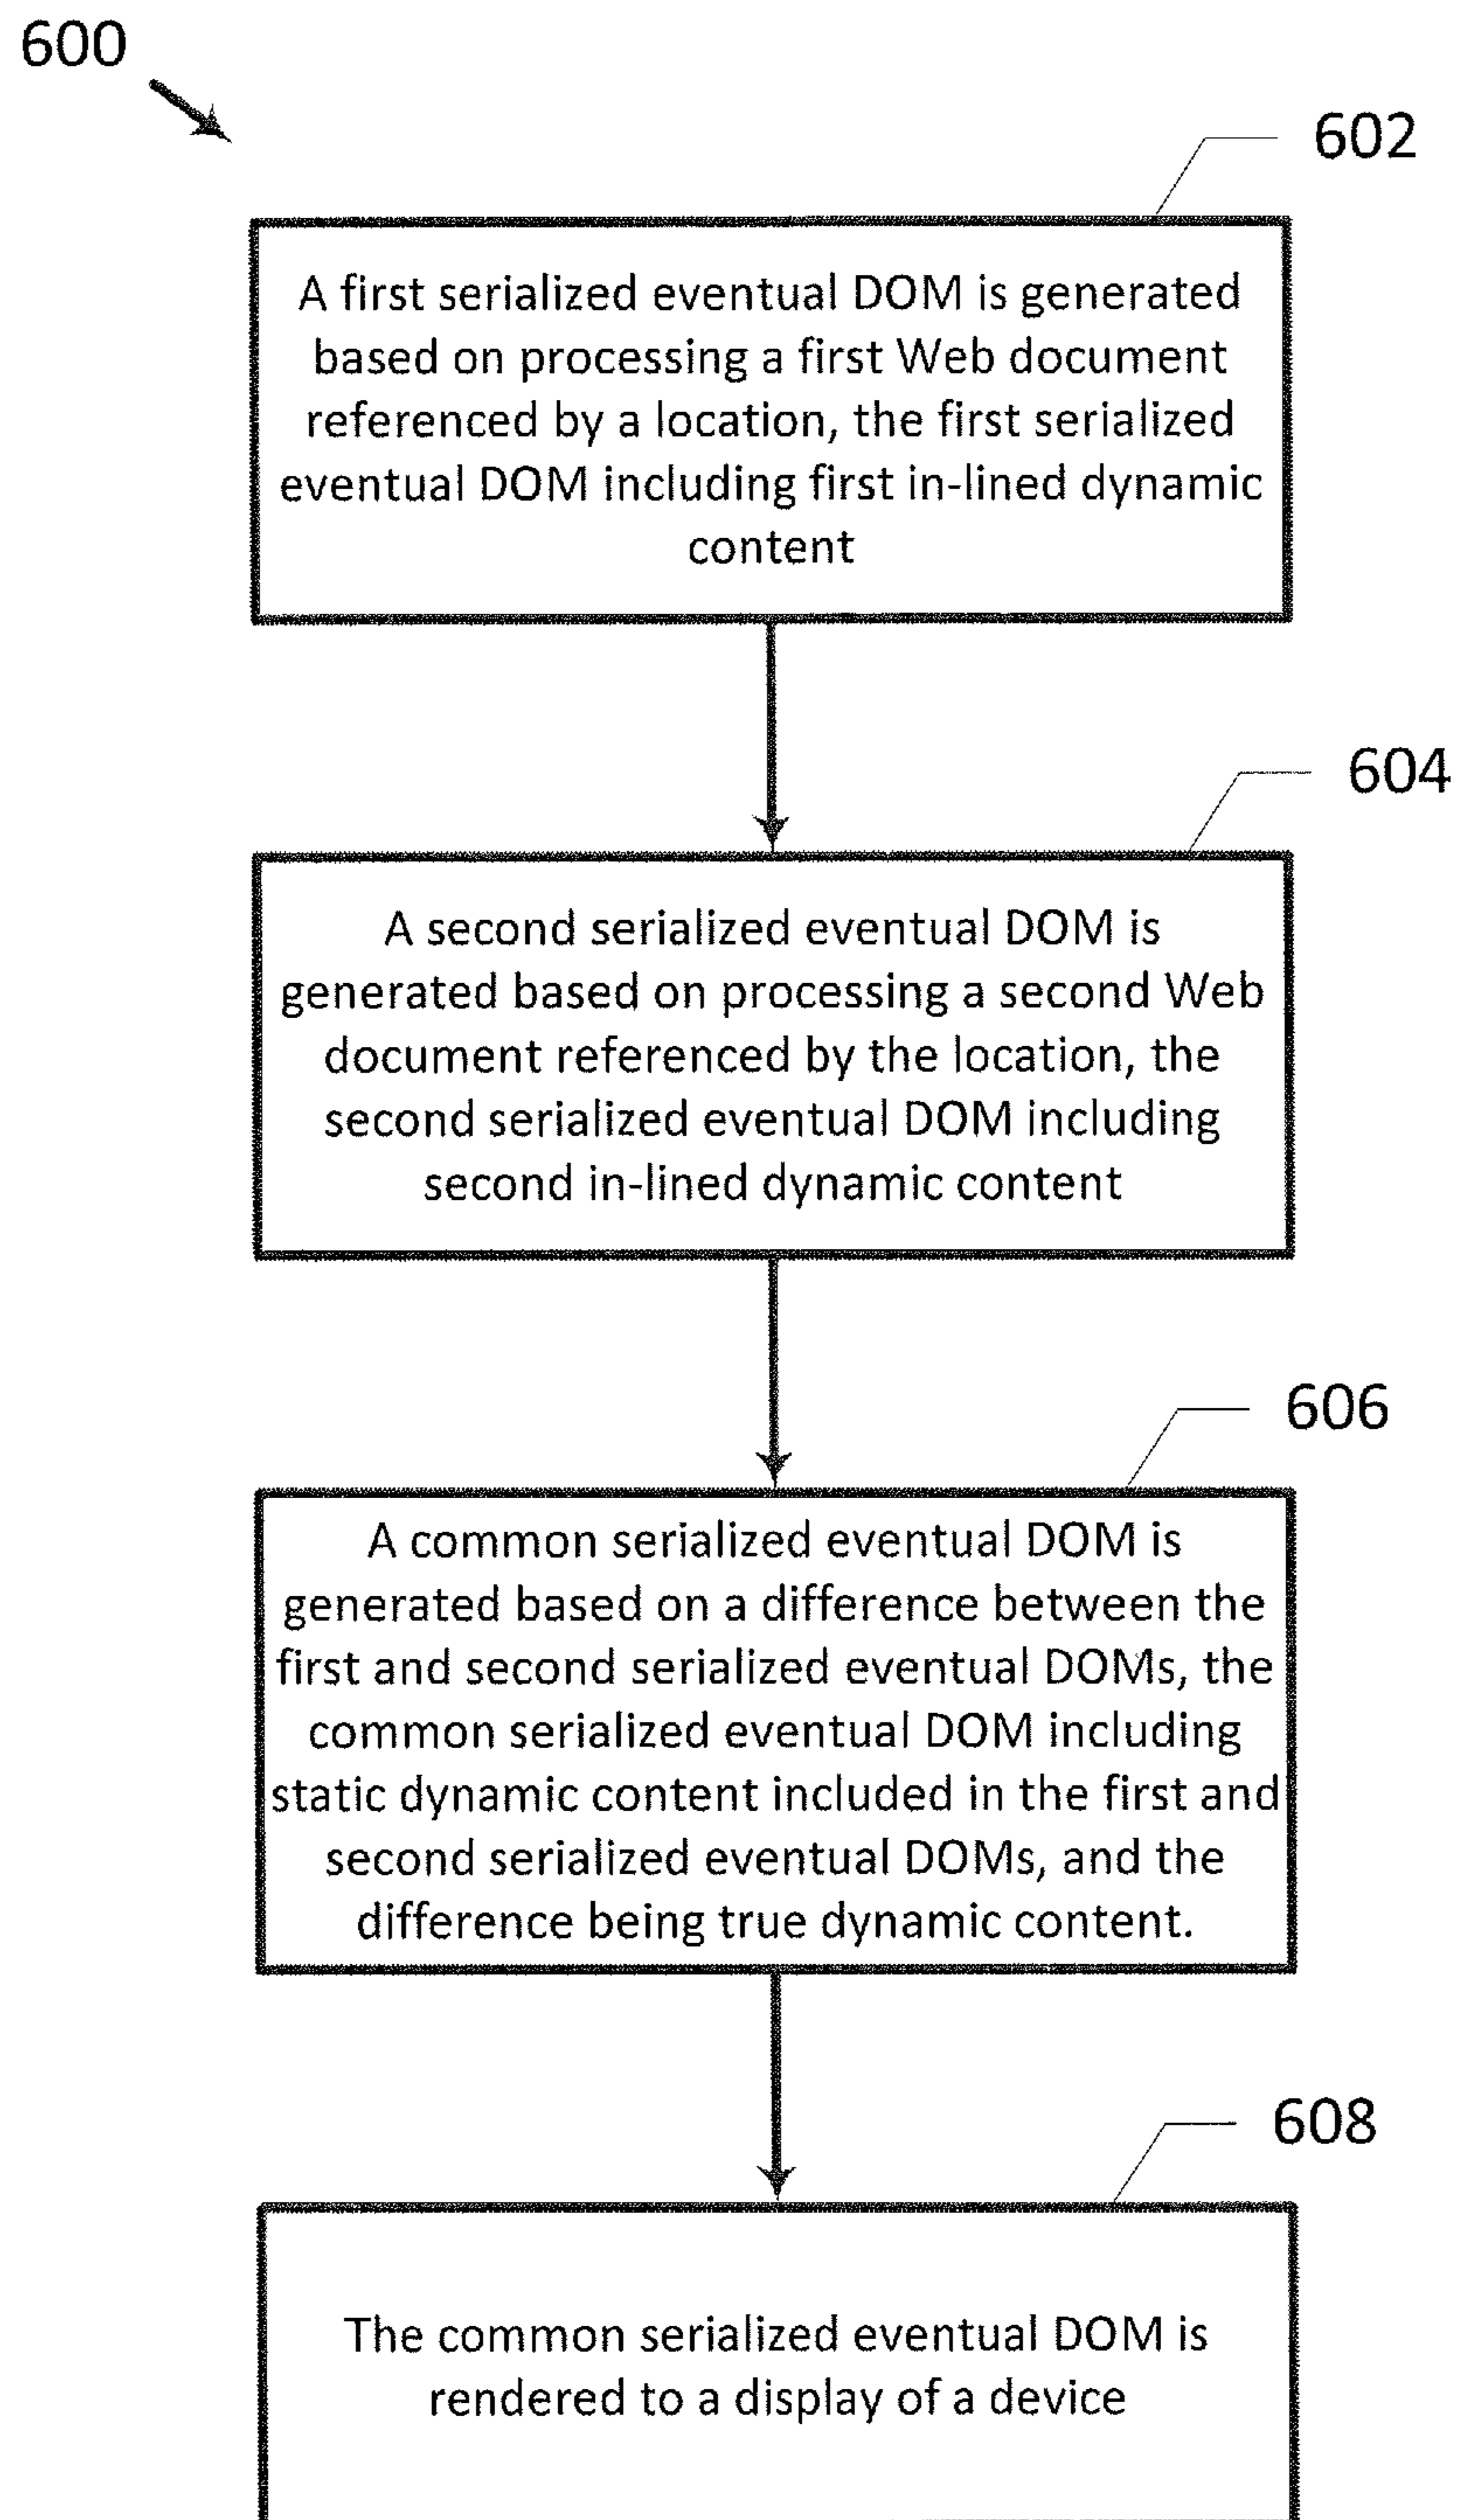 600
602
A first serialized eventual DOM is generated
based on processing a first Web document
referenced by a location, the first serialized
eventual DOM including first in-lined dynamic
content
604
A second serialized eventual DOM is
generated based on processing a second Web
document referenced by the location, the
second serialized eventual DOM including
second in-lined dynamic content
606
A common serialized eventual DOM is
generated based on a difference between the
first and second serialized eventual DOMs, the
common serialized eventual DOM including
static dynamic content included in the first and
second serialized eventual DOMs, and the
difference being true dynamic content.
608
The common serialized eventual DOM is
rendered to a display of a device